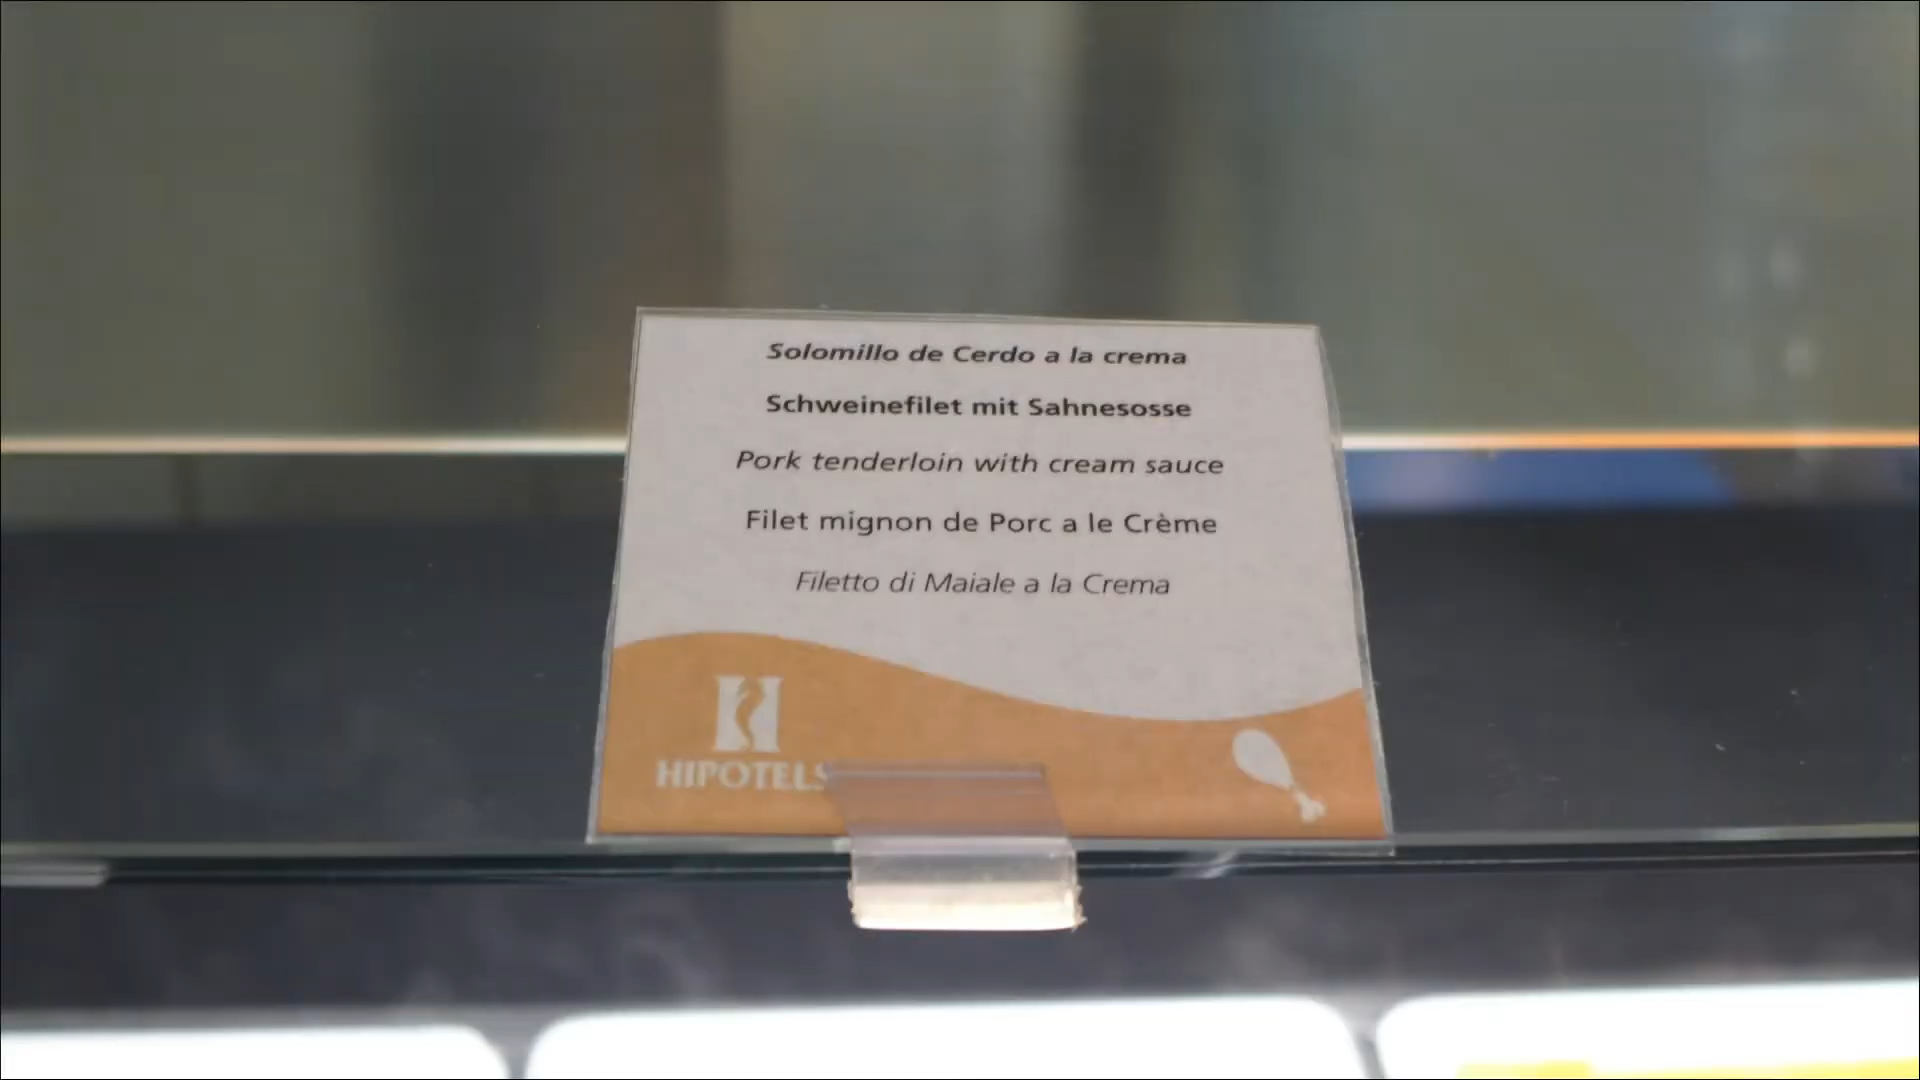 Solomillo de Cerdo a la crema
Schweinefilet mit Sahnesosse
Pork tenderloin with cream sauce
Filet mignon de Porc a le Crème
Filetto di Maiale a la Crema
HIPOTELS